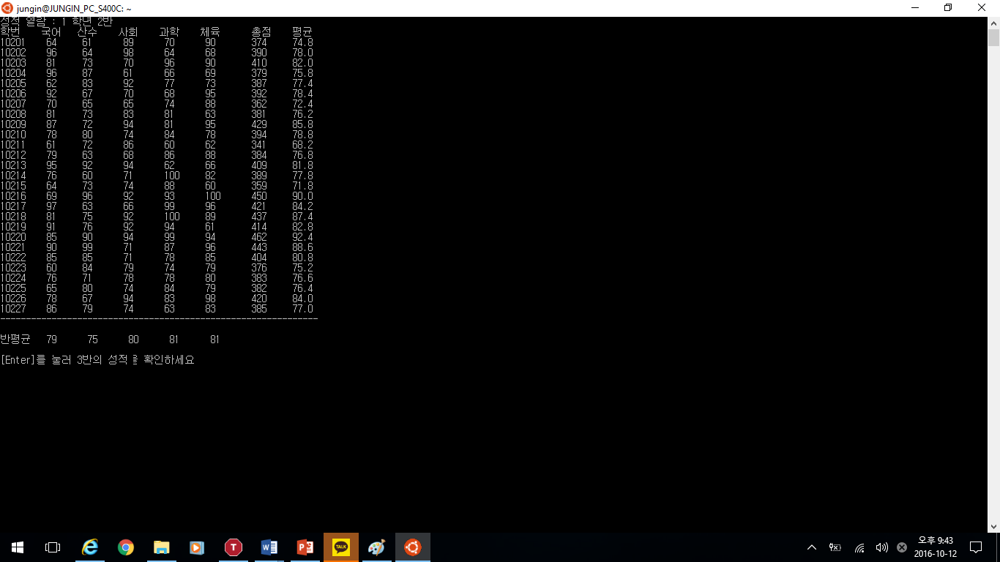 jungin@JUNGIN_PC_S400C: ~
성적 열람 : 1 학년 2반
학번 국어 산수 사회 과학 체육 총점 평균
10201 64 61 89 70 90 374 74.8
10202 96 64 98 64 68 390 78.0
10203 81 73 70 96 90 410 82.0
10204 96 87 61 66 69 379 75.8
10205 62 83 92 77 73 387 77.4
10206 92 67 70 68 95 392 78.4
10207 70 65 65 74 88 362 72.4
10208 81 73 83 81 63 381 76.2
10209 87 72 94 81 95 429 85.8
10210 78 80 74 84 78 394 78.8
10211 61 72 86 60 62 341 68.2
10212 79 63 68 86 88 384 76.8
10213 95 92 94 62 66 409 81.8
10214 76 60 71 100 82 389 77.8
10215 64 73 74 88 60 359 71.8
10216 69 96 92 93 100 450 90.0
10217 97 63 66 99 96 421 84.2
10218 81 75 92 100 89 437 87.4
10219 91 76 92 94 61 414 82.8
10220 85 90 94 99 94 462 92.4
10221 90 99 71 87 96 443 88.6
10222 85 85 71 78 85 404 80.8
10223 60 84 79 74 79 376 75.2
10224 76 71 78 78 80 383 76.6
10225 65 80 74 84 79 382 76.4
10226 78 67 94 83 98 420 84.0
10227 86 79 74 63 83 385 77.0
--------------------------------------------------------------
반평균 79 75 80 81 81
[Enter]를 눌러 3반의 성적을 확인하세요
T
TALK
오후 9:43
2016-10-12